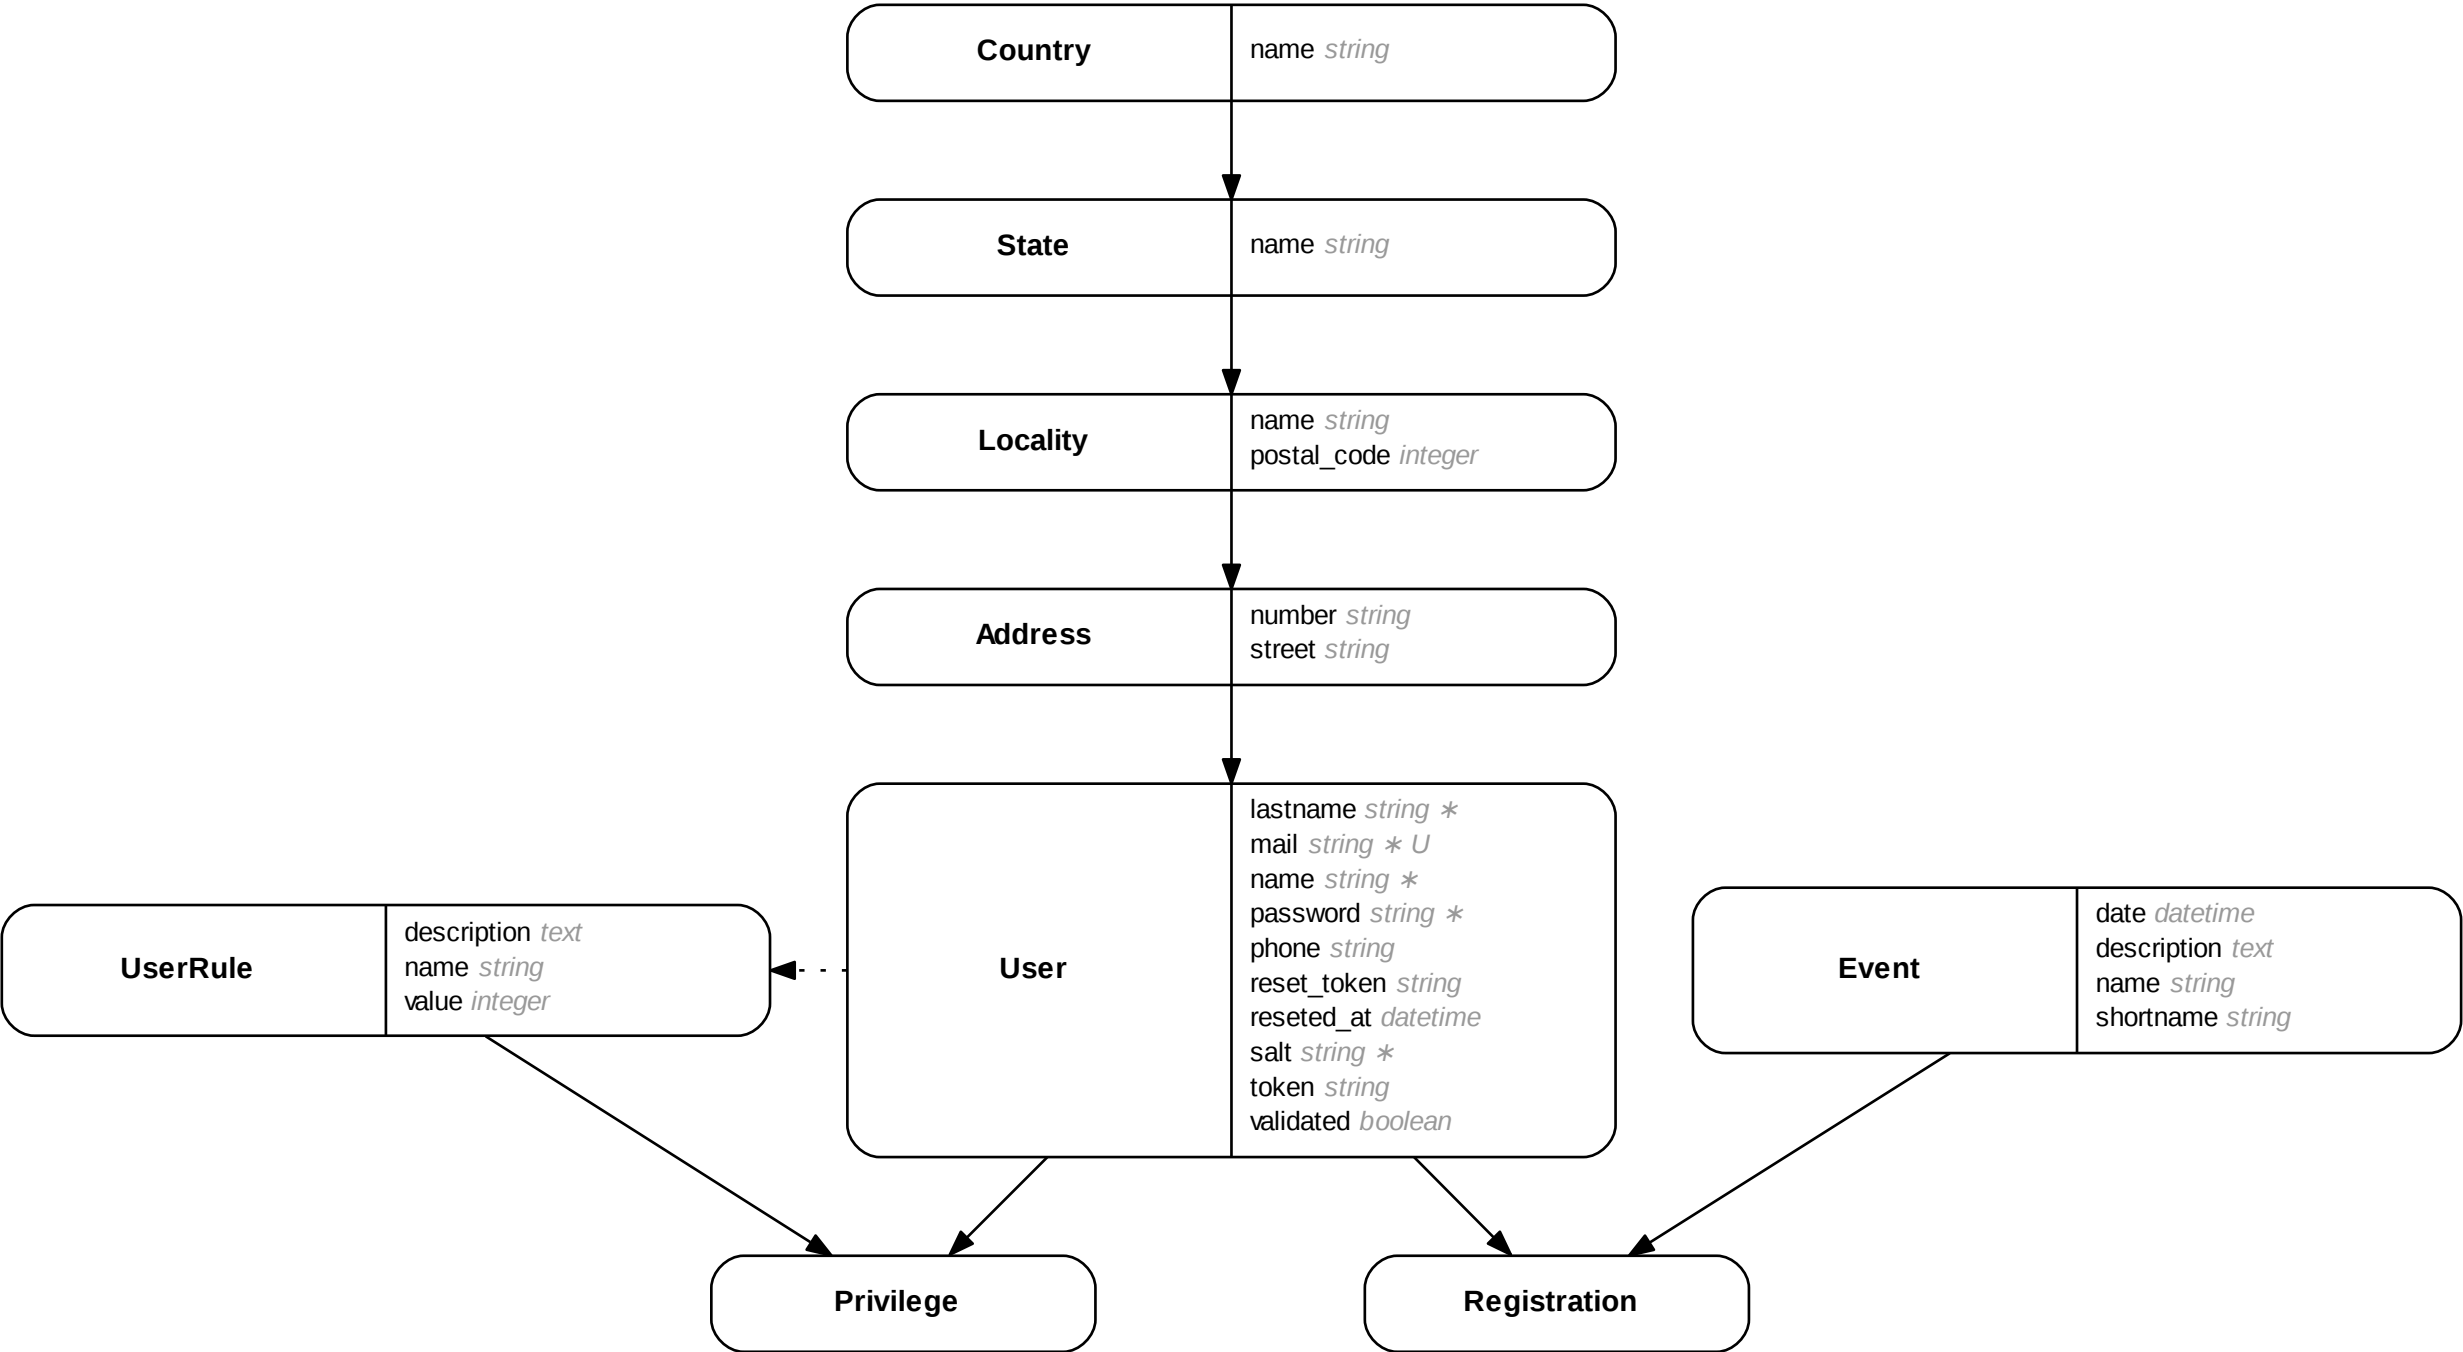 Country
name string
State
name string
Locality
name string
postal_code integer
Address
number string
street string
UserRule
description text
name string
value integer
User
lastname string ∗
mail string ∗ U
name string ∗
password string ∗
phone string
reset_token string
reseted_at datetime
salt string ∗
token string
validated boolean
Event
date datetime
description text
name string
shortname string
Privilege
Registration